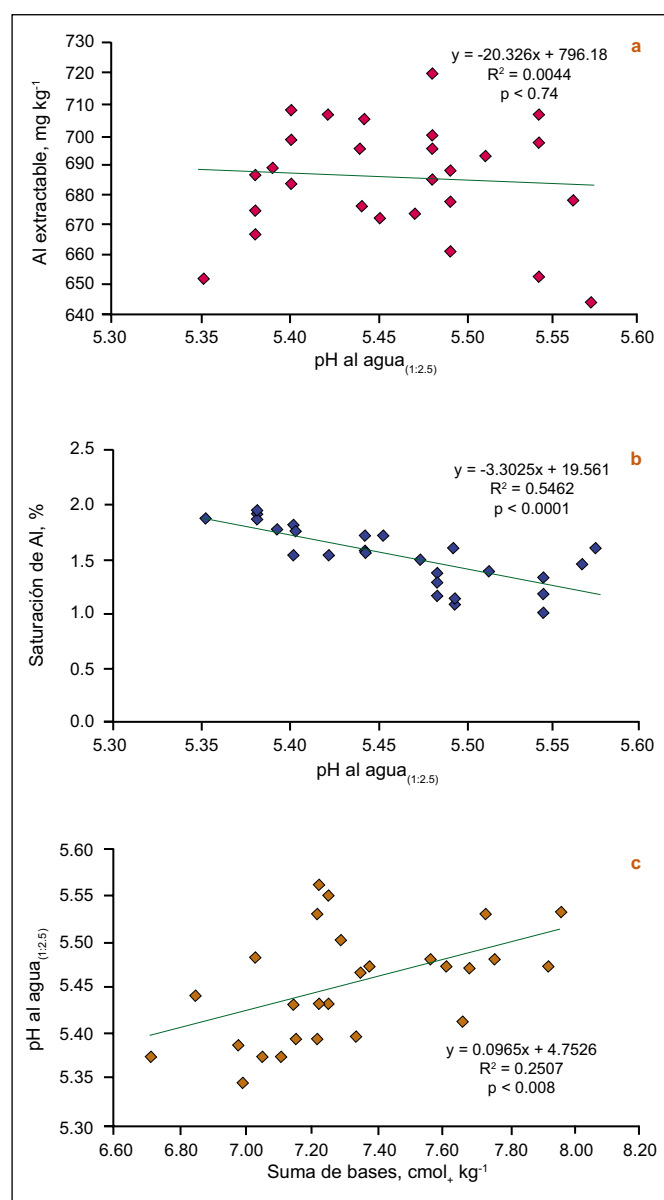 a
y = -20.326x + 796.18
R² = 0.0044
p < 0.74
Al extractable, mg kg⁻¹
730
720
710
700
690
680
670
660
650
640
5.30 5.35 5.40 5.45 5.50 5.55 5.60
pH al agua(1:2.5)
b
y = -3.3025x + 19.561
R² = 0.5462
p < 0.0001
Saturación de Al, %
2.5
2.0
1.5
1.0
0.5
0.0
5.30 5.35 5.40 5.45 5.50 5.55 5.60
pH al agua(1:2.5)
c
pH al agua(1:2.5)
5.60
5.55
5.50
5.45
5.40
5.35
5.30
y = 0.0965x + 4.7526
R² = 0.2507
p < 0.008
6.60 6.80 7.00 7.20 7.40 7.60 7.80 8.00 8.20
Suma de bases, cmol₊ kg⁻¹